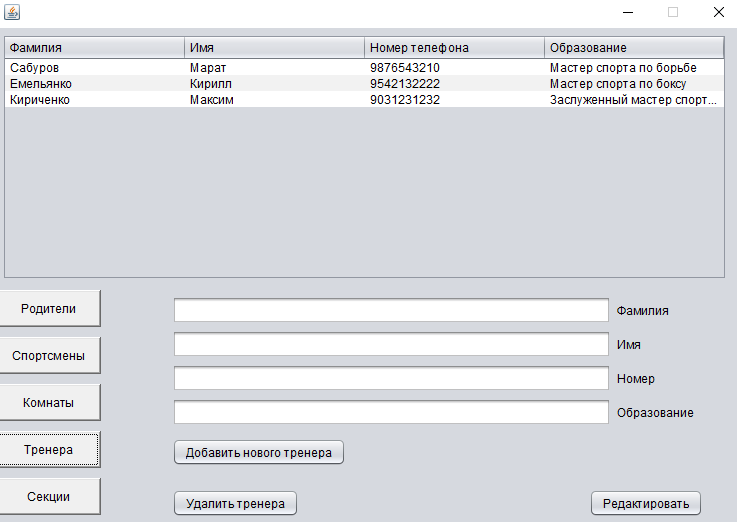 Фамилия Имя Номер телефона Образование
Сабуров Марат 9876543210 Мастер спорта по борьбе
Емельянко Кирилл 9542132222 Мастер спорта по боксу
Кириченко Максим 9031231232 Заслуженный мастер спорт...
Родители
Спортсмены
Комнаты
Тренера
Секции
Фамилия
Имя
Номер
Образование
Добавить нового тренера
Удалить тренера
Редактировать